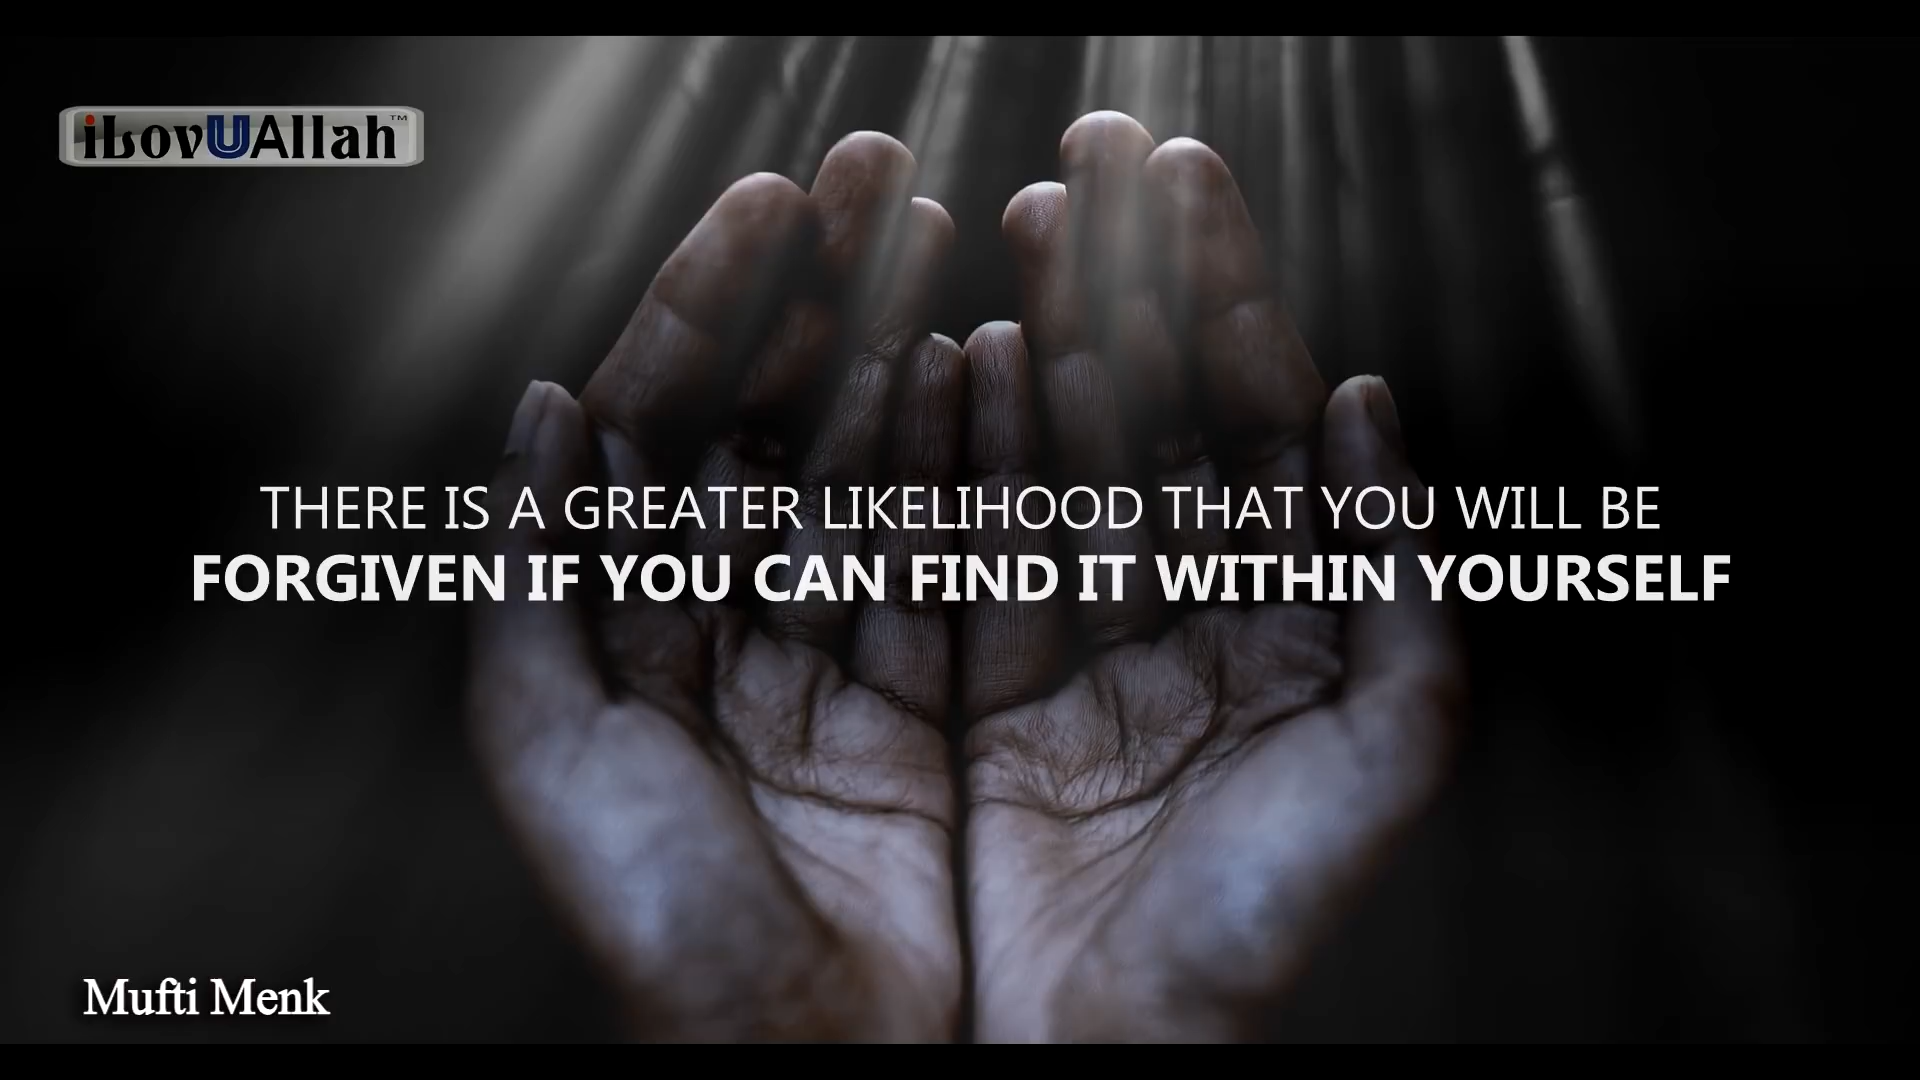 iLovUAllah™
THERE IS A GREATER LIKELIHOOD THAT YOU WILL BE
FORGIVEN IF YOU CAN FIND IT WITHIN YOURSELF
Mufti Menk